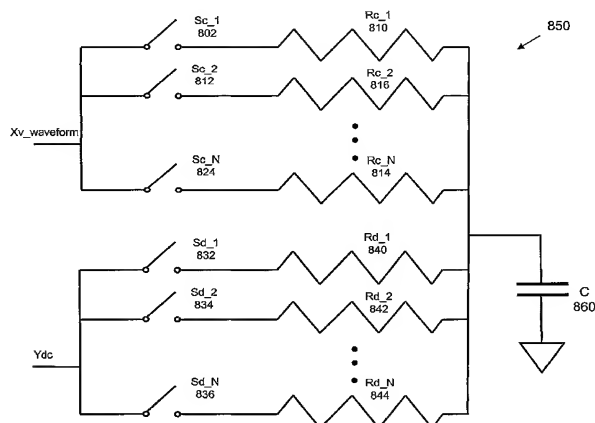 Sc_1
802
Rc_1
810
850
Sc_2
812
Rc_2
816
Xv_waveform
Sc_N
824
Rc_N
814
Sd_1
832
Rd_1
840
Sd_2
834
Rd_2
842
C
860
Ydc
Sd_N
836
Rd_N
844